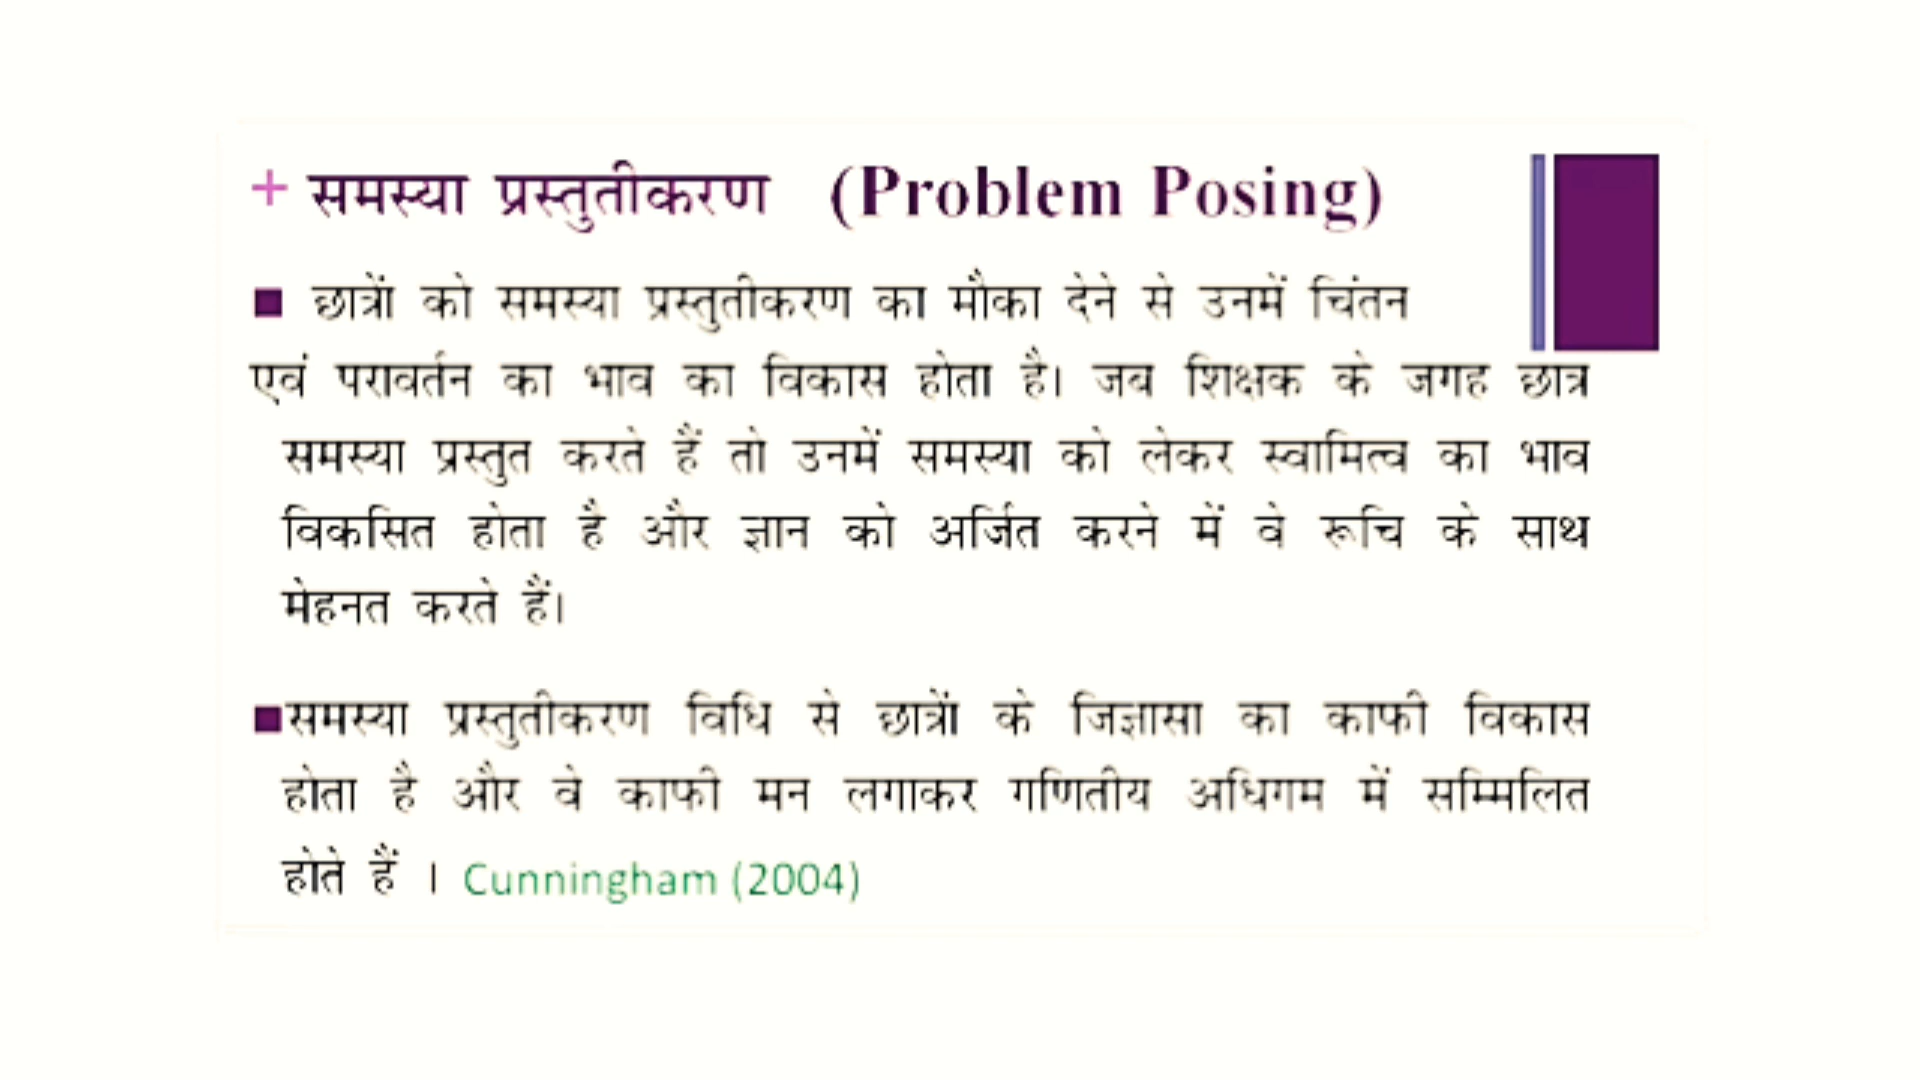 + समस्या प्रस्तुतीकरण (Problem Posing)
■ छात्रों को समस्या प्रस्तुतीकरण का मौका देने से उनमें चिंतन
एवं परावर्तन का भाव का विकास होता है। जब शिक्षक के जगह छात्र
समस्या प्रस्तुत करते हैं तो उनमें समस्या को लेकर स्वामित्व का भाव
विकसित होता है और ज्ञान को अर्जित करने में वे रूचि के साथ
मेहनत करते हैं।
■समस्या प्रस्तुतीकरण विधि से छात्रों के जिज्ञासा का काफी विकास
होता है और वे काफी मन लगाकर गणितीय अधिगम में सम्मिलित
होते हैं । Cunningham (2004)